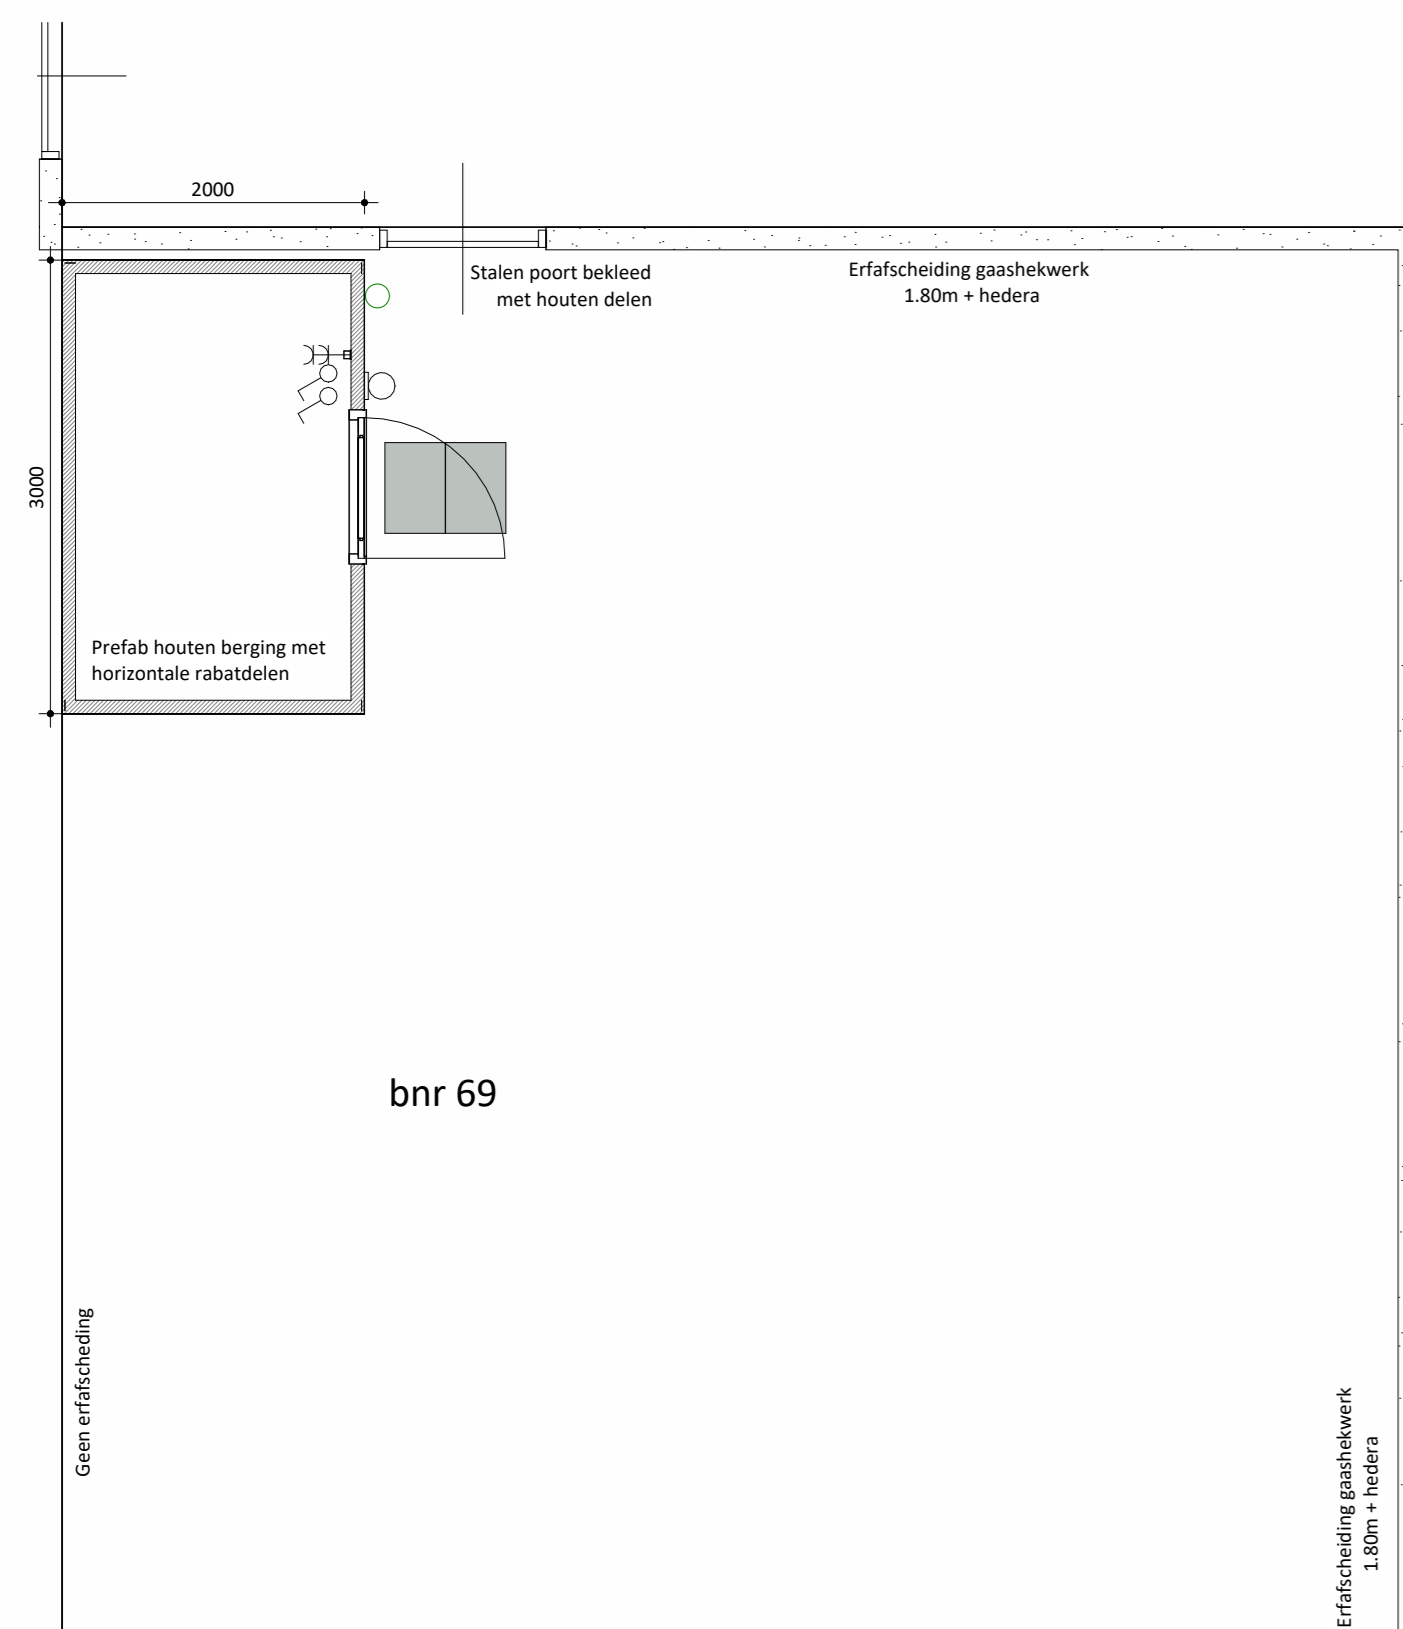 2000
Stalen poort bekleed
met houten delen
Erfafscheiding gaashekwerk
1.80m + hedera
3000
Prefab houten berging met
horizontale rabatdelen
bnr 69
Geen erfafscheding
Erfafscheiding gaashekwerk
1.80m + hedera